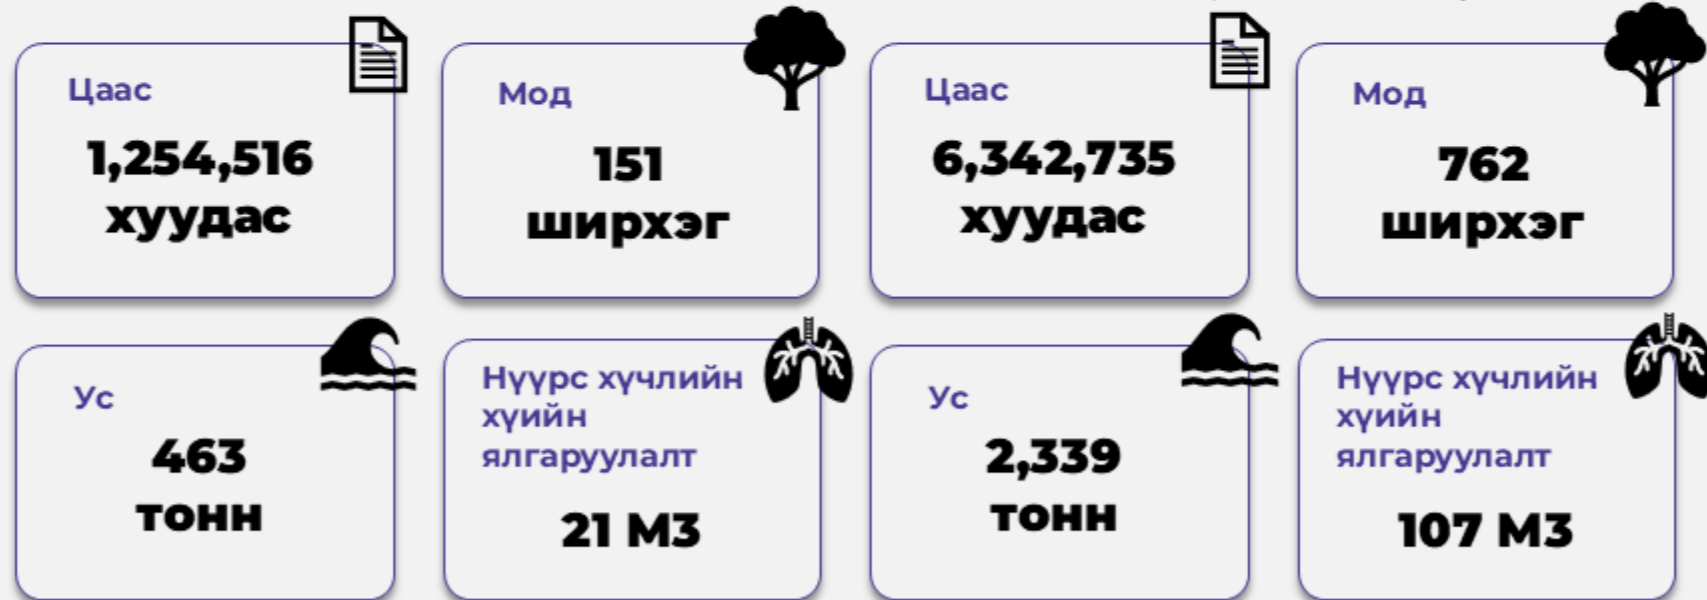 Цаас
1,254,516
хуудас
Мод
151
ширхэг
Цаас
6,342,735
хуудас
Мод
762
ширхэг
Ус
463
тонн
Нүүрс хүчлийн
хүийн
ялгаруулалт
21 М3
Ус
2,339
тонн
Нүүрс хүчлийн
хүийн
ялгаруулалт
107 М3